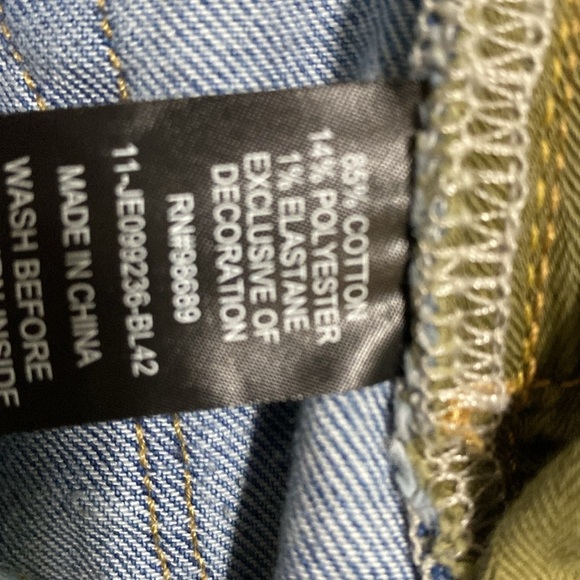 85% COTTON
14% POLYESTER
1% ELASTANE
EXCLUSIVE OF
DECORATION
RN#98689
11-JE099236-BL42
MADE IN CHINA
WASH BEFORE
INSIDE